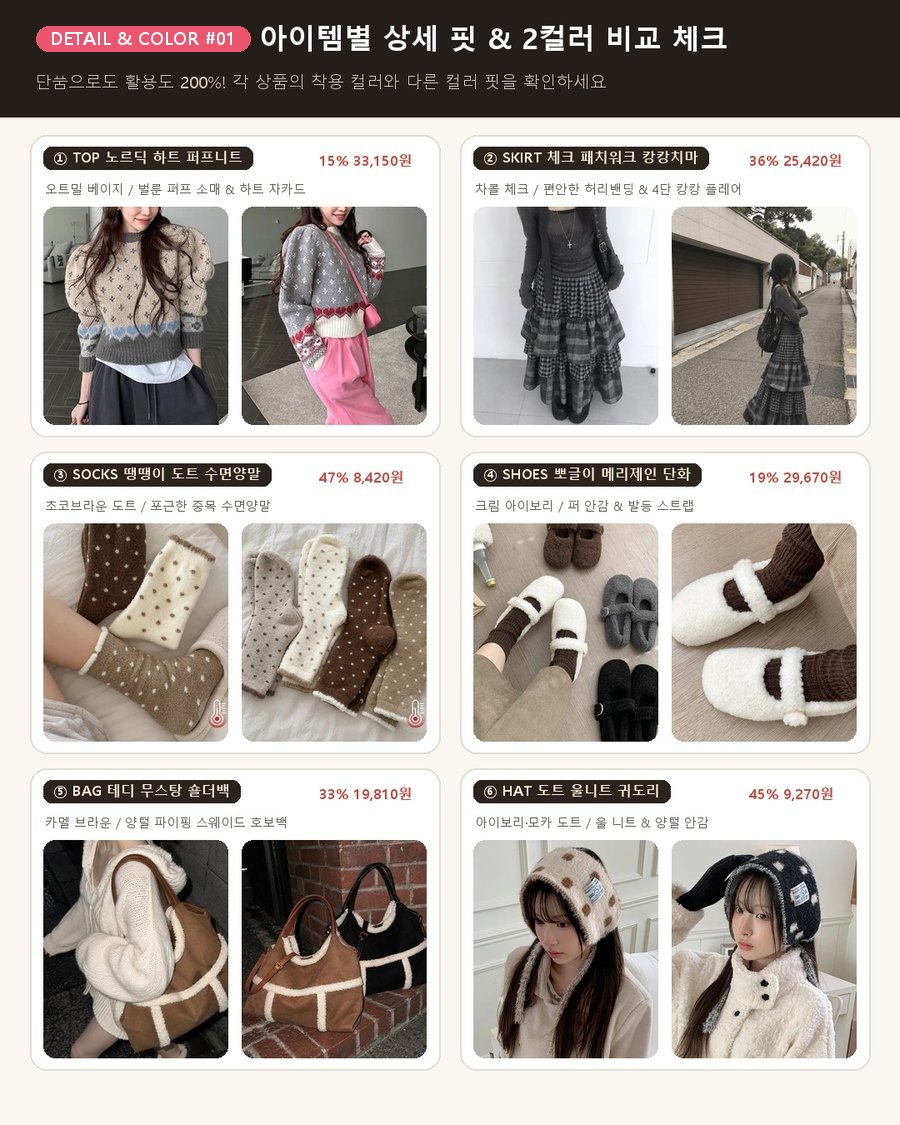 DETAIL & COLOR #01 아이템별 상세 핏 & 2컬러 비교 체크
단품으로도 활용도 200%! 각 상품의 착용 컬러와 다른 컬러 핏을 확인하세요
① TOP 노르딕 하트 퍼프니트 15% 33,150원
오트밀 베이지 / 벌룬 퍼프 소매 & 하트 자카드
② SKIRT 체크 패치워크 캉캉치마 36% 25,420원
차콜 체크 / 편안한 허리밴딩 & 4단 캉캉 플레어
③ SOCKS 땡땡이 도트 수면양말 47% 8,420원
초코브라운 도트 / 포근한 중목 수면양말
④ SHOES 뽀글이 메리제인 단화 19% 29,670원
크림 아이보리 / 퍼 안감 & 발등 스트랩
⑤ BAG 테디 무스탕 숄더백 33% 19,810원
카멜 브라운 / 양털 파이핑 스웨이드 호보백
⑥ HAT 도트 울니트 귀도리 45% 9,270원
아이보리·모카 도트 / 울 니트 & 양털 안감